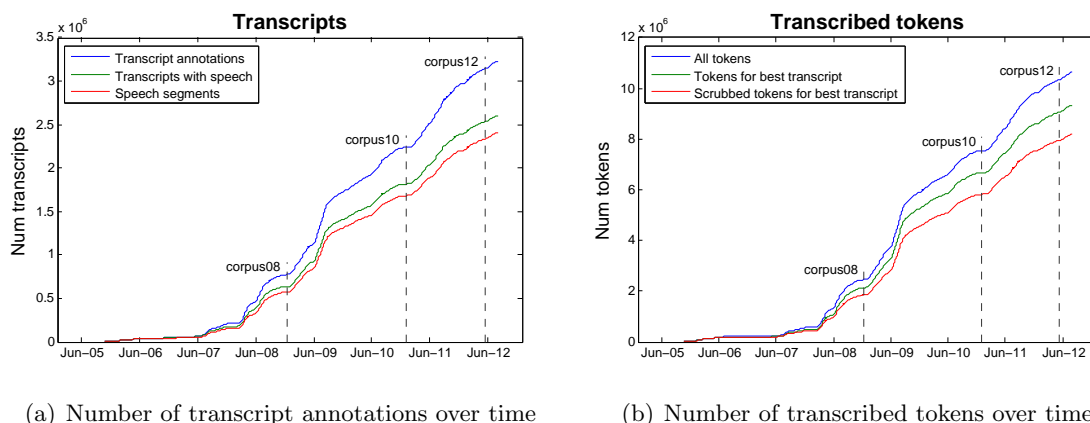 Transcripts
x 10^6
3.5
3
2.5
2
1.5
1
0.5
0
Num transcripts
Transcript annotations
Transcripts with speech
Speech segments
corpus08
corpus10
corpus12
Jun–05 Jun–06 Jun–07 Jun–08 Jun–09 Jun–10 Jun–11 Jun–12
(a) Number of transcript annotations over time
Transcribed tokens
x 10^6
12
10
8
6
4
2
0
Num tokens
All tokens
Tokens for best transcript
Scrubbed tokens for best transcript
corpus08
corpus10
corpus12
Jun–05 Jun–06 Jun–07 Jun–08 Jun–09 Jun–10 Jun–11 Jun–12
(b) Number of transcribed tokens over time